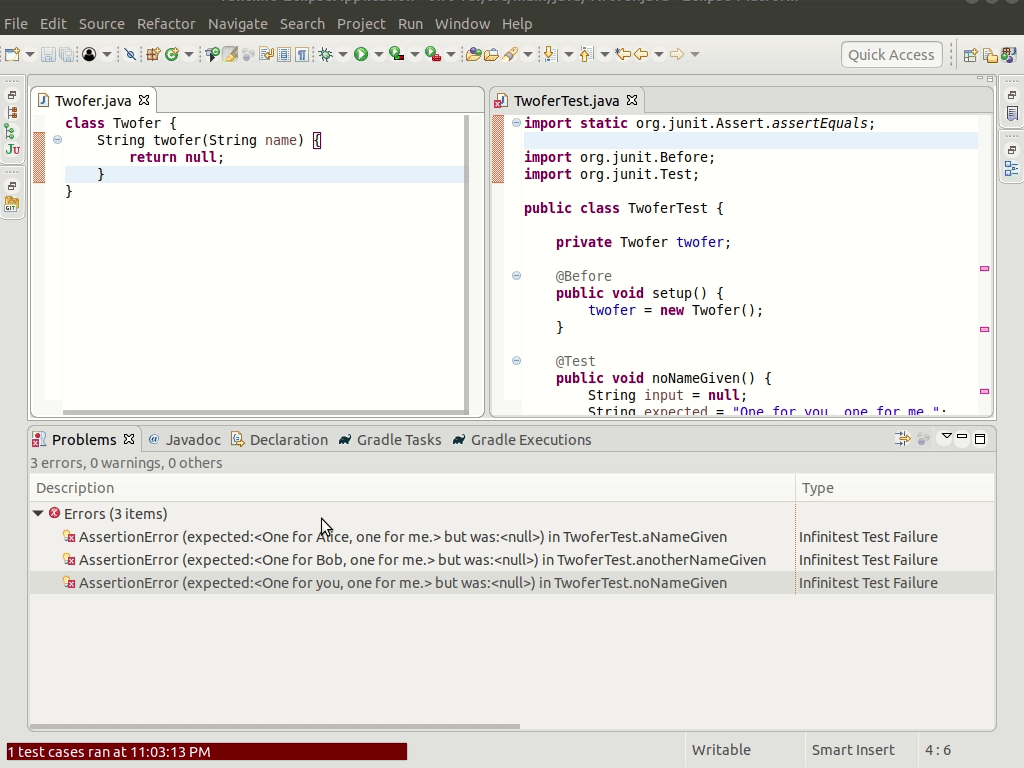 File Edit Source Refactor Navigate Search Project Run Window Help
Quick Access
Twofer.java
class Twofer {
String twofer(String name) {
return null;
}
}
TwoferTest.java
import static org.junit.Assert.assertEquals;
import org.junit.Before;
import org.junit.Test;
public class TwoferTest {
private Twofer twofer;
@Before
public void setup() {
twofer = new Twofer();
}
@Test
public void noNameGiven() {
String input = null;
String expected = "One for you, one for me.";
Problems @ Javadoc Declaration Gradle Tasks Gradle Executions
3 errors, 0 warnings, 0 others
Description Type
Errors (3 items)
AssertionError (expected:<One for Alice, one for me.> but was:<null>) in TwoferTest.aNameGiven Infinitest Test Failure
AssertionError (expected:<One for Bob, one for me.> but was:<null>) in TwoferTest.anotherNameGiven Infinitest Test Failure
AssertionError (expected:<One for you, one for me.> but was:<null>) in TwoferTest.noNameGiven Infinitest Test Failure
1 test cases ran at 11:03:13 PM Writable Smart Insert 4 : 6